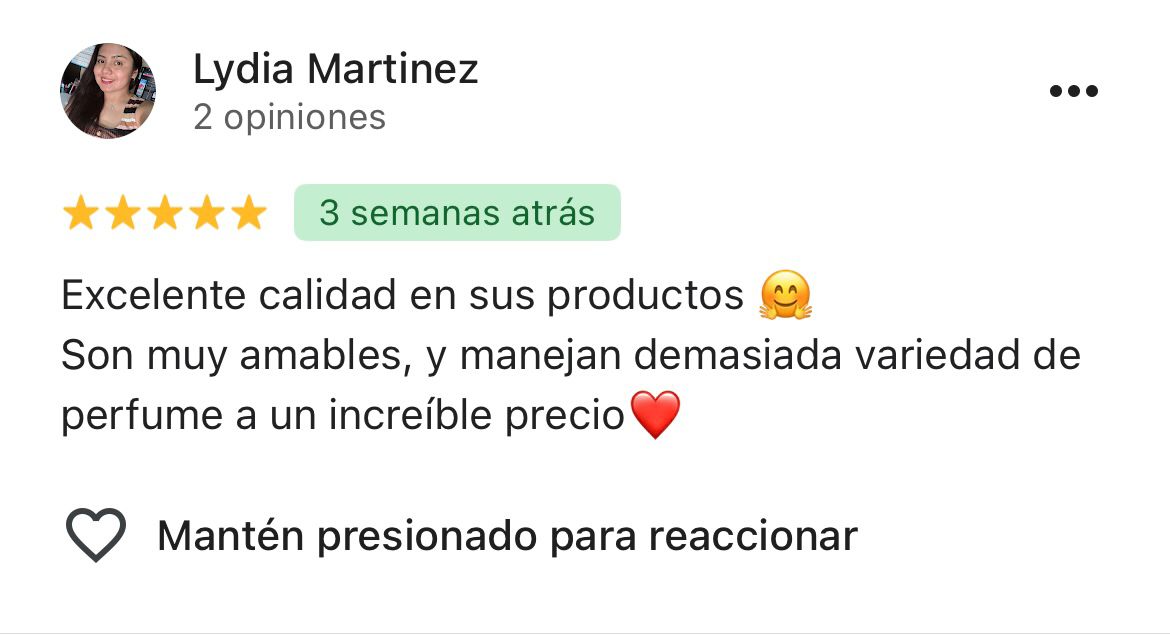 Lydia Martinez
2 opiniones
3 semanas atrás
Excelente calidad en sus productos 🤗
Son muy amables, y manejan demasiada variedad de
perfume a un increíble precio❤️
Mantén presionado para reaccionar